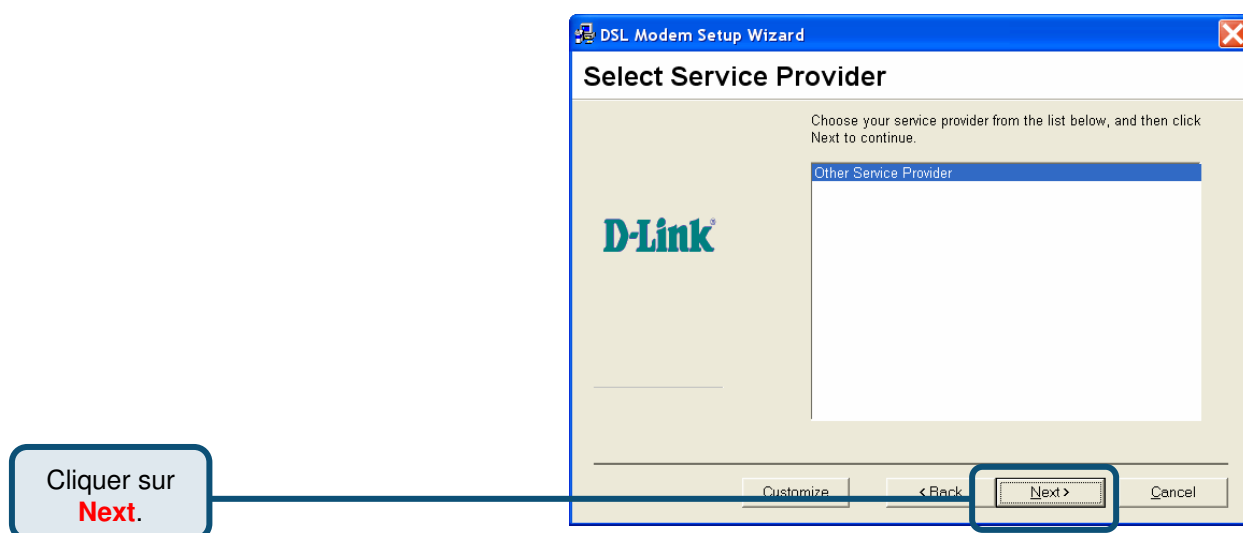 DSL Modem Setup Wizard
Select Service Provider
Choose your service provider from the list below, and then click
Next to continue.
Other Service Provider
D-Link®
Cliquer sur
Next.
Customize
< Back
Next >
Cancel